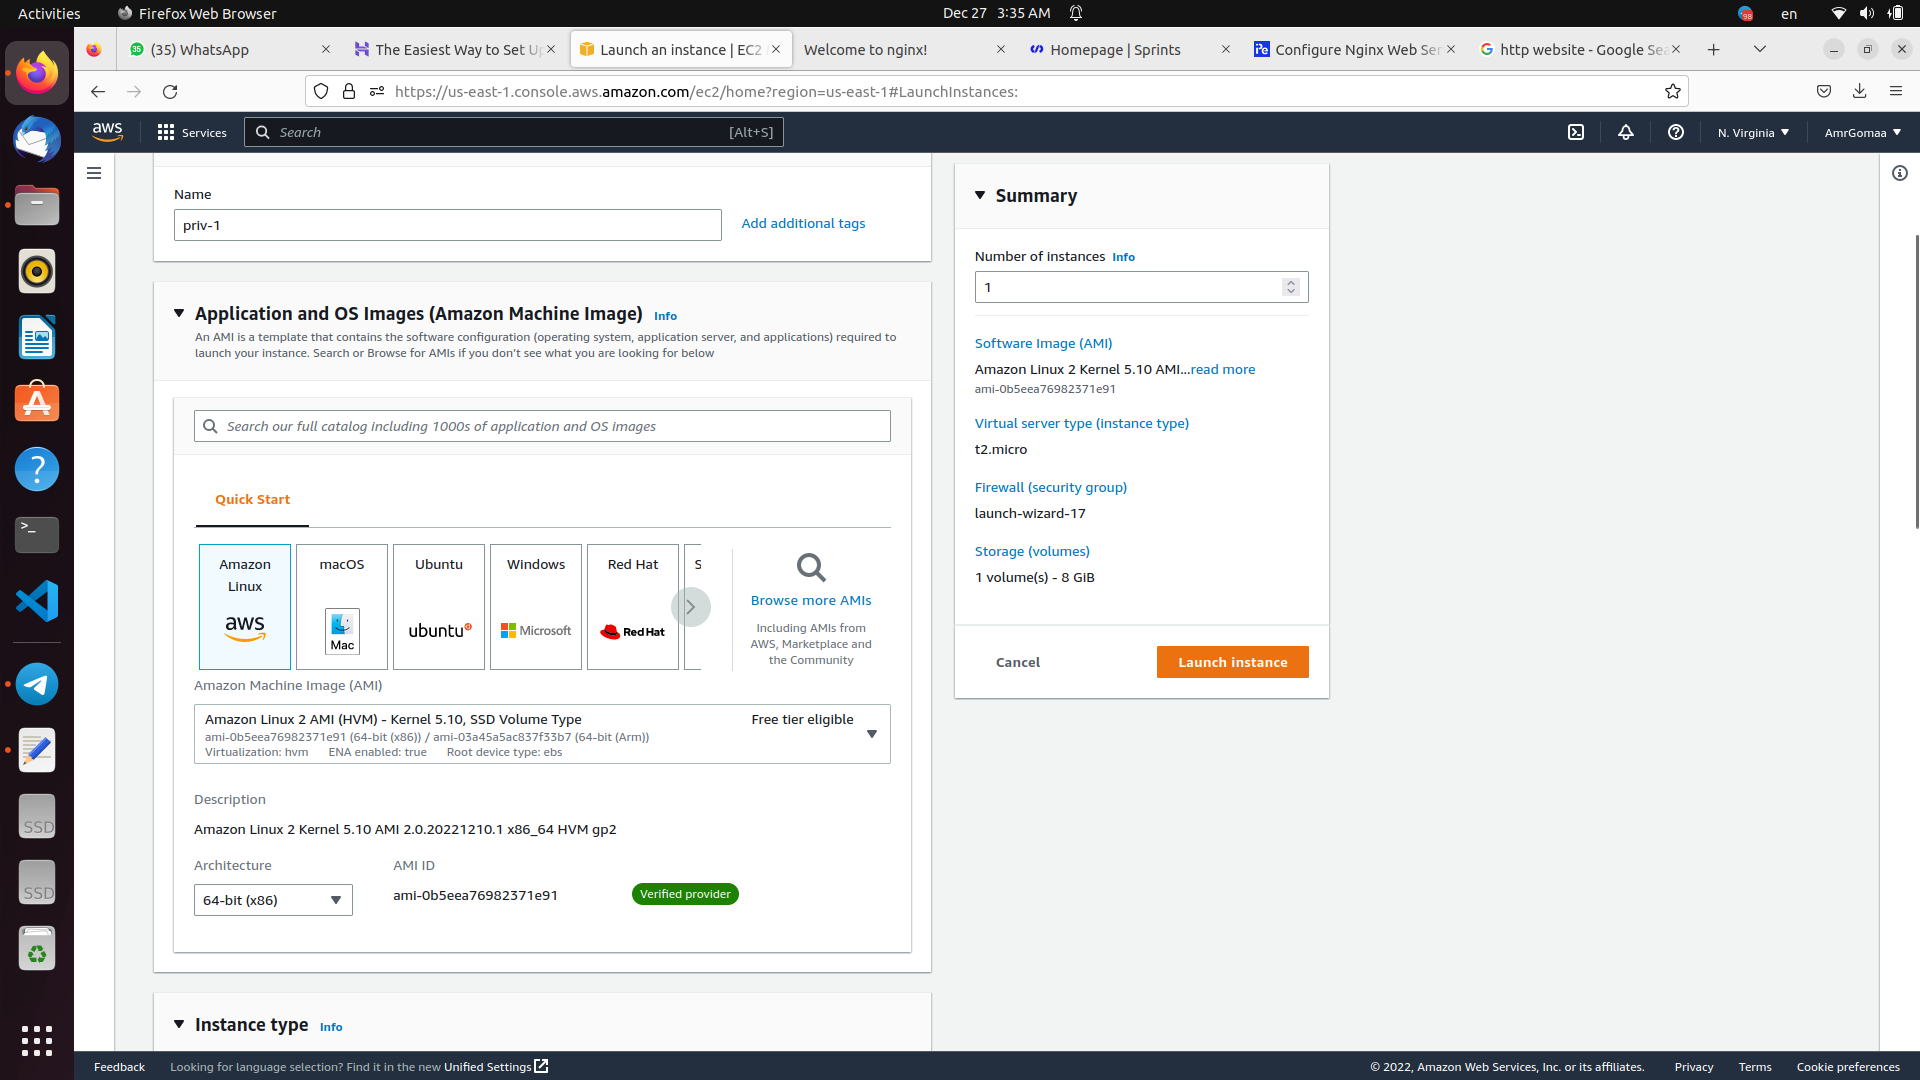 Activities
Firefox Web Browser
Dec 27 3:35 AM
98
en
35
(35) WhatsApp
The Easiest Way to Set Up
Launch an instance | EC2
Welcome to nginx!
Homepage | Sprints
Configure Nginx Web Ser
http website - Google Sea
https://us-east-1.console.aws.amazon.com/ec2/home?region=us-east-1#LaunchInstances:
aws
Services
Search
[Alt+S]
N. Virginia
AmrGomaa
Name
priv-1
Add additional tags
Application and OS Images (Amazon Machine Image) Info
An AMI is a template that contains the software configuration (operating system, application server, and applications) required to
launch your instance. Search or Browse for AMIs if you don't see what you are looking for below
Search our full catalog including 1000s of application and OS images
Quick Start
Amazon
Linux
aws
macOS
Mac
Ubuntu
ubuntu
Windows
Microsoft
Red Hat
Red Hat
S
Browse more AMIs
Including AMIs from
AWS, Marketplace and
the Community
Amazon Machine Image (AMI)
Amazon Linux 2 AMI (HVM) - Kernel 5.10, SSD Volume Type
Free tier eligible
ami-0b5eea76982371e91 (64-bit (x86)) / ami-03a45a5ac837f33b7 (64-bit (Arm))
Virtualization: hvm ENA enabled: true Root device type: ebs
Description
Amazon Linux 2 Kernel 5.10 AMI 2.0.20221210.1 x86_64 HVM gp2
Architecture
AMI ID
64-bit (x86)
ami-0b5eea76982371e91
Verified provider
Instance type Info
Summary
Number of instances Info
1
Software Image (AMI)
Amazon Linux 2 Kernel 5.10 AMI...read more
ami-0b5eea76982371e91
Virtual server type (instance type)
t2.micro
Firewall (security group)
launch-wizard-17
Storage (volumes)
1 volume(s) - 8 GiB
Cancel
Launch instance
SSD
SSD
Feedback
Looking for language selection? Find it in the new Unified Settings
© 2022, Amazon Web Services, Inc. or its affiliates.
Privacy
Terms
Cookie preferences